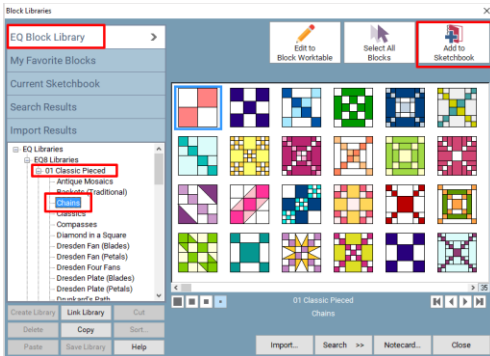 Block Libraries
EQ Block Library >
My Favorite Blocks
Current Sketchbook
Search Results
Import Results
EQ Libraries
EQ8 Libraries
01 Classic Pieced
Antique Mosaics
Baskets (Traditional)
Chains
Classics
Compasses
Diamond in a Square
Dresden Fan (Blades)
Dresden Fan (Petals)
Dresden Four Fans
Dresden Plate (Blades)
Dresden Plate (Petals)
Drunkard's Path
Create Library Link Library Cut
Delete Copy Sort...
Paste Save Library Help
Edit to
Block Worktable
Select All
Blocks
Add to
Sketchbook
35
01 Classic Pieced
Chains
Import... Search >> Notecard... Close